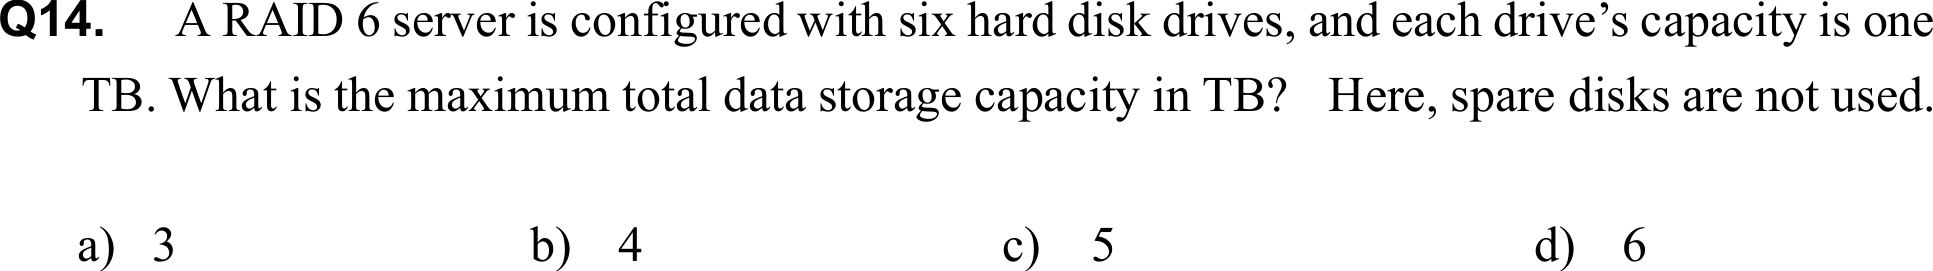 Q14. A RAID 6 server is configured with six hard disk drives, and each drive’s capacity is one
TB. What is the maximum total data storage capacity in TB? Here, spare disks are not used.
a) 3 b) 4 c) 5 d) 6